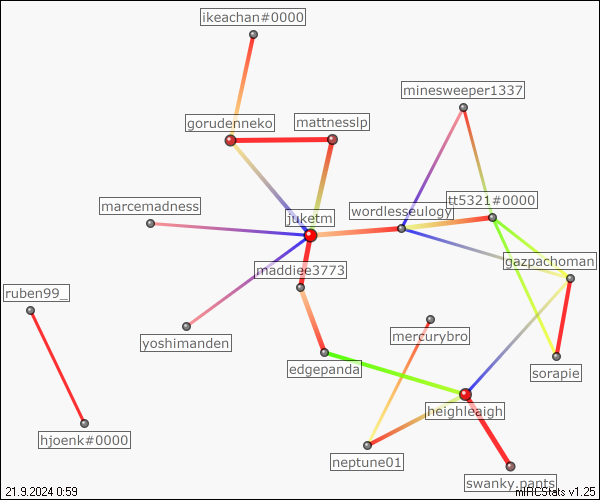 ikeachan#0000
minesweeper1337
gorudenneko
mattnesslp
marcemadness
juketm
wordlesseulogy
tt5321#0000
gazpachoman
maddiee3773
ruben99_
yoshimanden
mercurybro
edgepanda
sorapie
heighleaigh
hjoenk#0000
neptune01
swanky.pants
21.9.2024 0:59
mIRCStats v1.25